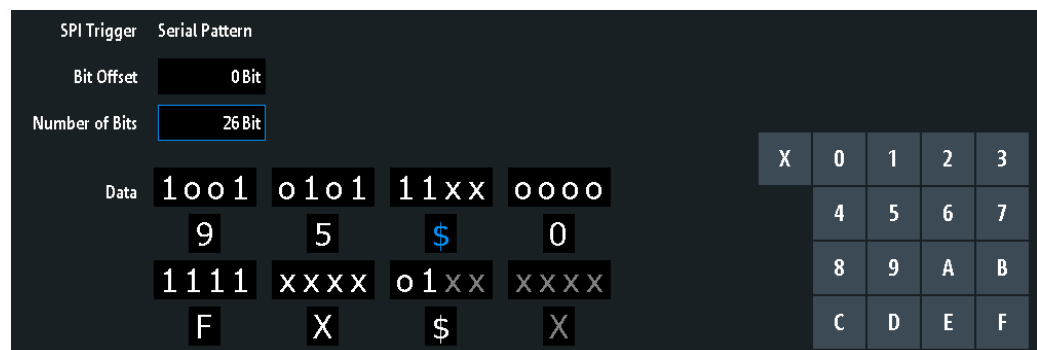 SPI Trigger Serial Pattern
Bit Offset 0 Bit
Number of Bits 26 Bit
X 0 1 2 3
Data 1oo1 o1o1 11xx oooo
4 5 6 7
9 5 $ 0
8 9 A B
1111 xxxx o1xx xxxx
F X $ X
C D E F